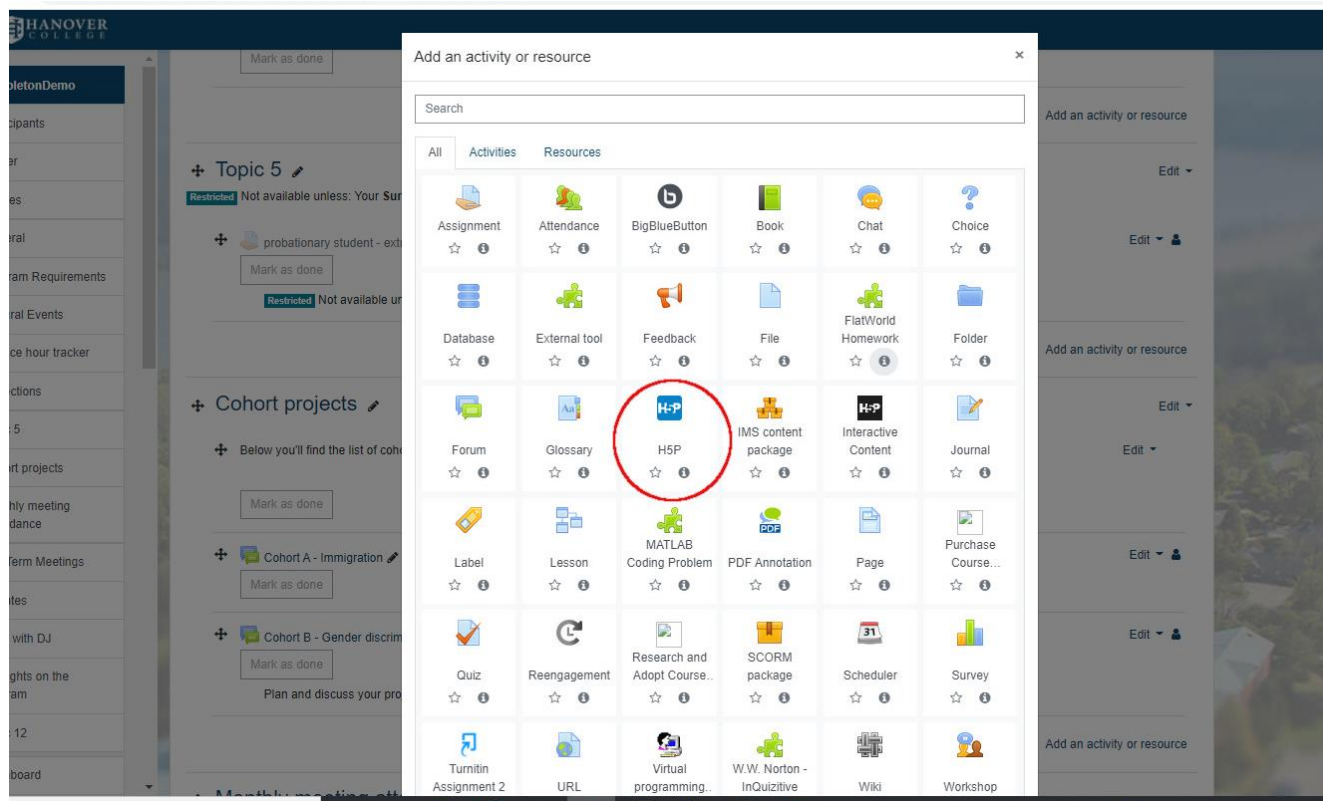 HANOVER
COLLEGE
Mark as done
Add an activity or resource
×
Search
Add an activity or resource
All Activities Resources
pletonDemo
cipants
er
es
eral
ram Requirements
ral Events
ce hour tracker
ctions
5
rt projects
hly meeting
dance
Term Meetings
tes
with DJ
ghts on the
am
12
board
Topic 5
Edit
Restricted Not available unless: Your Sur
probationary student - ext
Edit
Mark as done
Restricted Not available un
Add an activity or resource
Cohort projects
Edit
Below you'll find the list of coh
Edit
Mark as done
Cohort A - Immigration
Edit
Mark as done
Cohort B - Gender discrim
Edit
Mark as done
Plan and discuss your pro
Add an activity or resource
Monthly meeting atte
Assignment Attendance BigBlueButton Book Chat Choice
Database External tool Feedback File FlatWorld
Homework Folder
Aa
H5P
H5P
Forum Glossary H5P IMS content
package Interactive
Content Journal
PDF
Label Lesson MATLAB
Coding Problem PDF Annotation Page Purchase
Course...
31
Quiz Reengagement Research and
Adopt Course.. SCORM
package Scheduler Survey
Turnitin
Assignment 2 URL Virtual
programming.. W.W. Norton -
InQuizitive Wiki Workshop